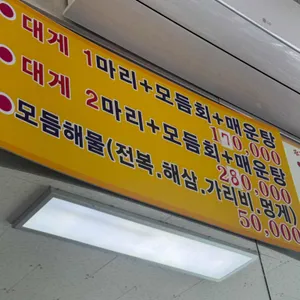 대게 1마리+모듬회+매운탕
대게 2마리+모듬회+매운탕
280,000
모듬해물(전복.해삼.가리비.멍게)
50,000